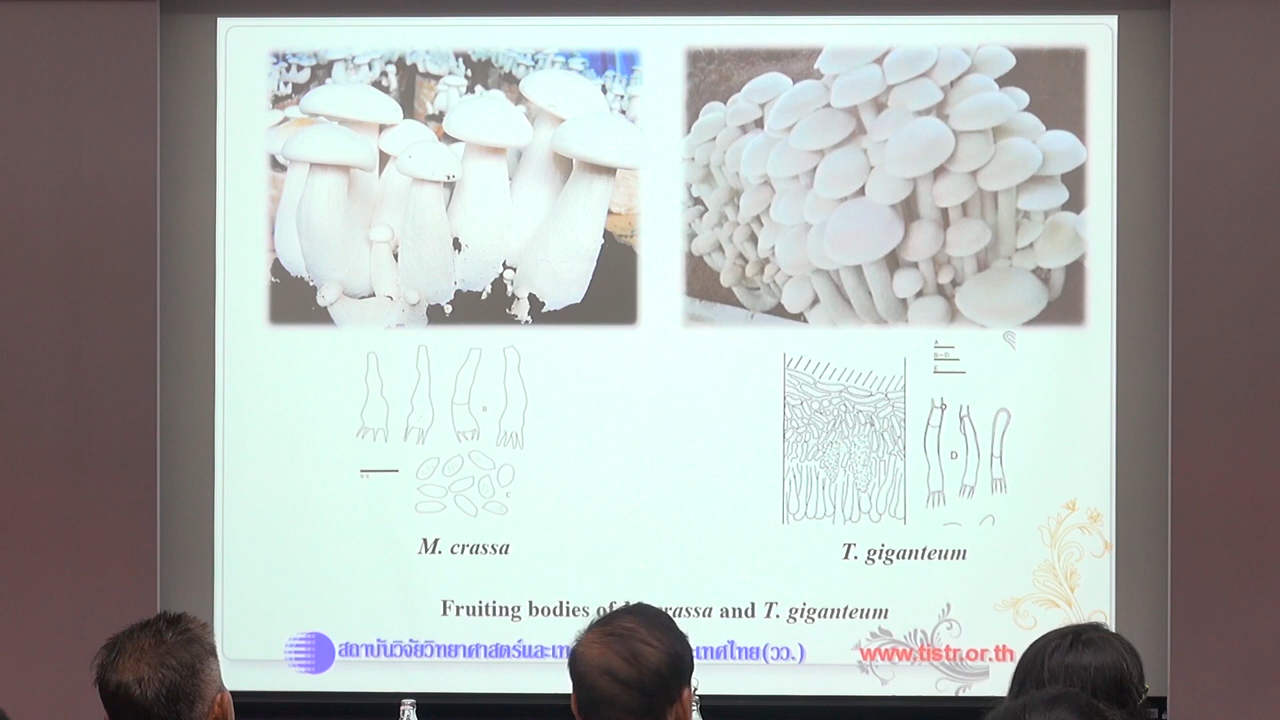 A
B-D
E
B
D
C
M. crassa
T. giganteum
Fruiting bodies of crassa and T. giganteum
สถาบันวิจัยวิทยาศาสตร์และเท ะเทศไทย(วว.)
www.tistr.or.th